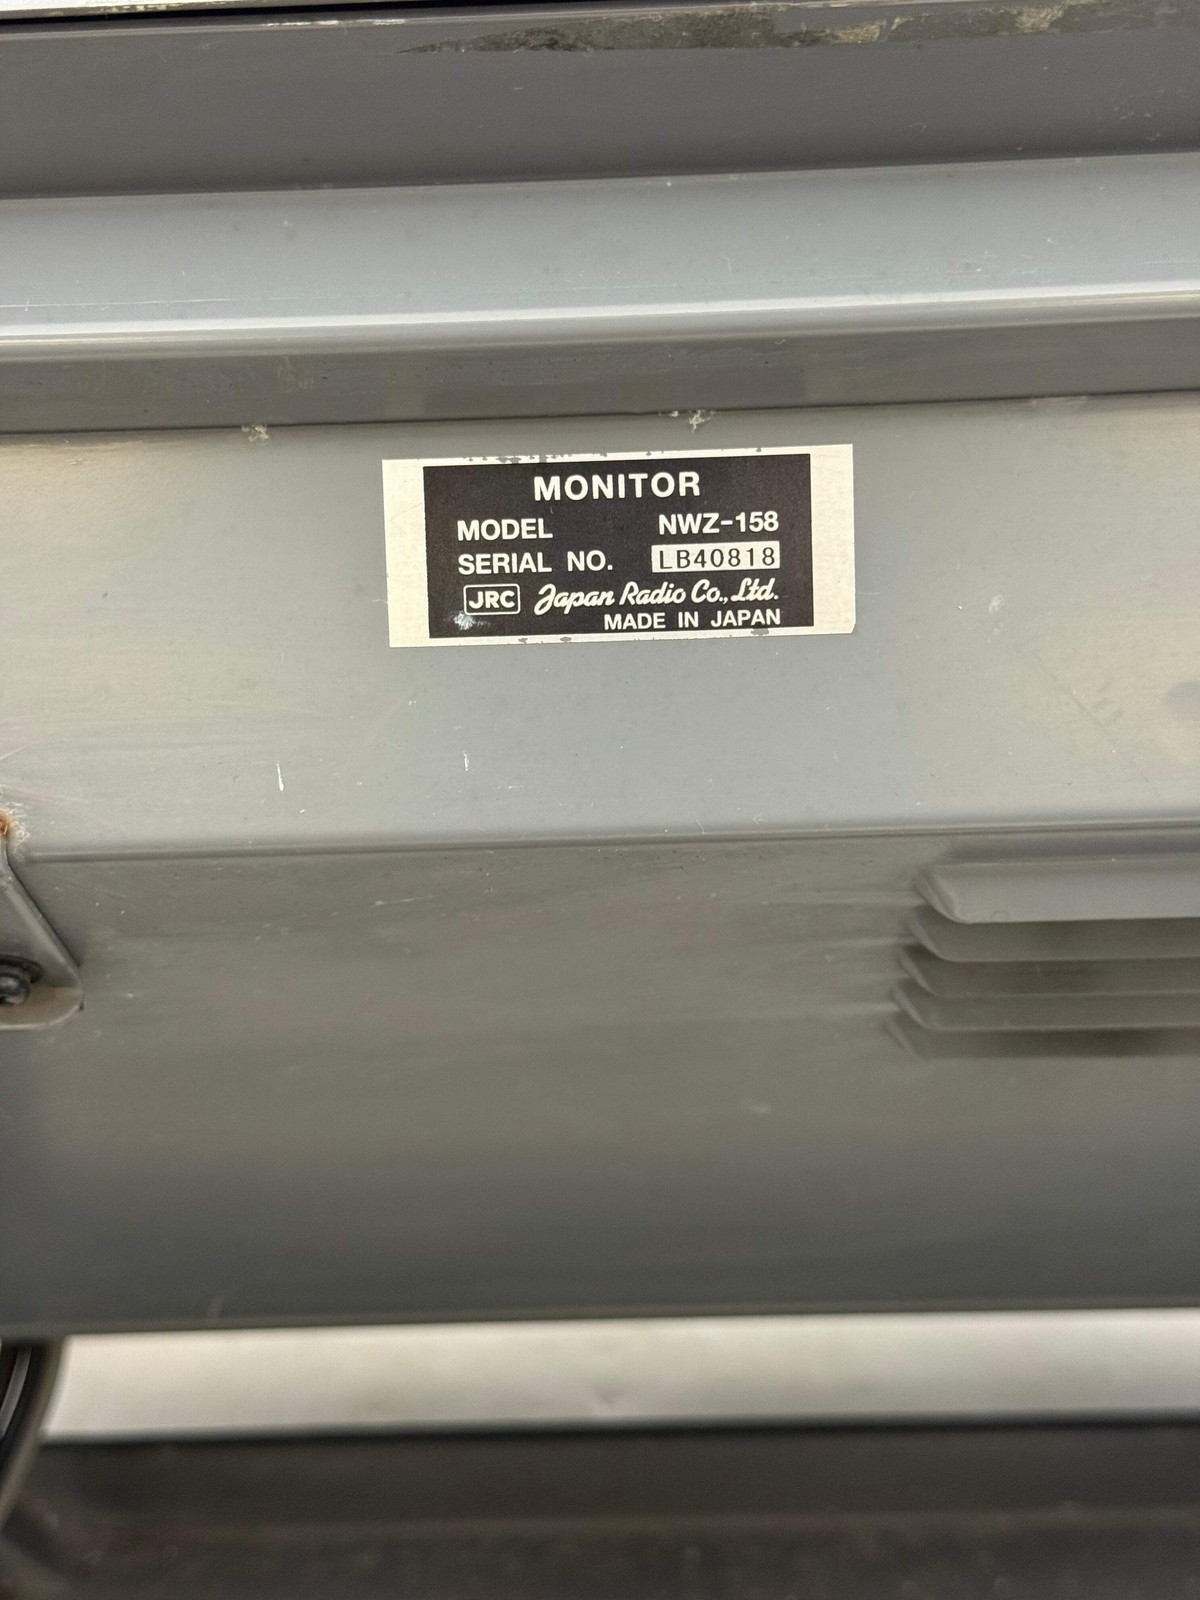 MONITOR
MODEL NWZ-158
SERIAL NO. LB40818
JRC Japan Radio Co., Ltd.
MADE IN JAPAN